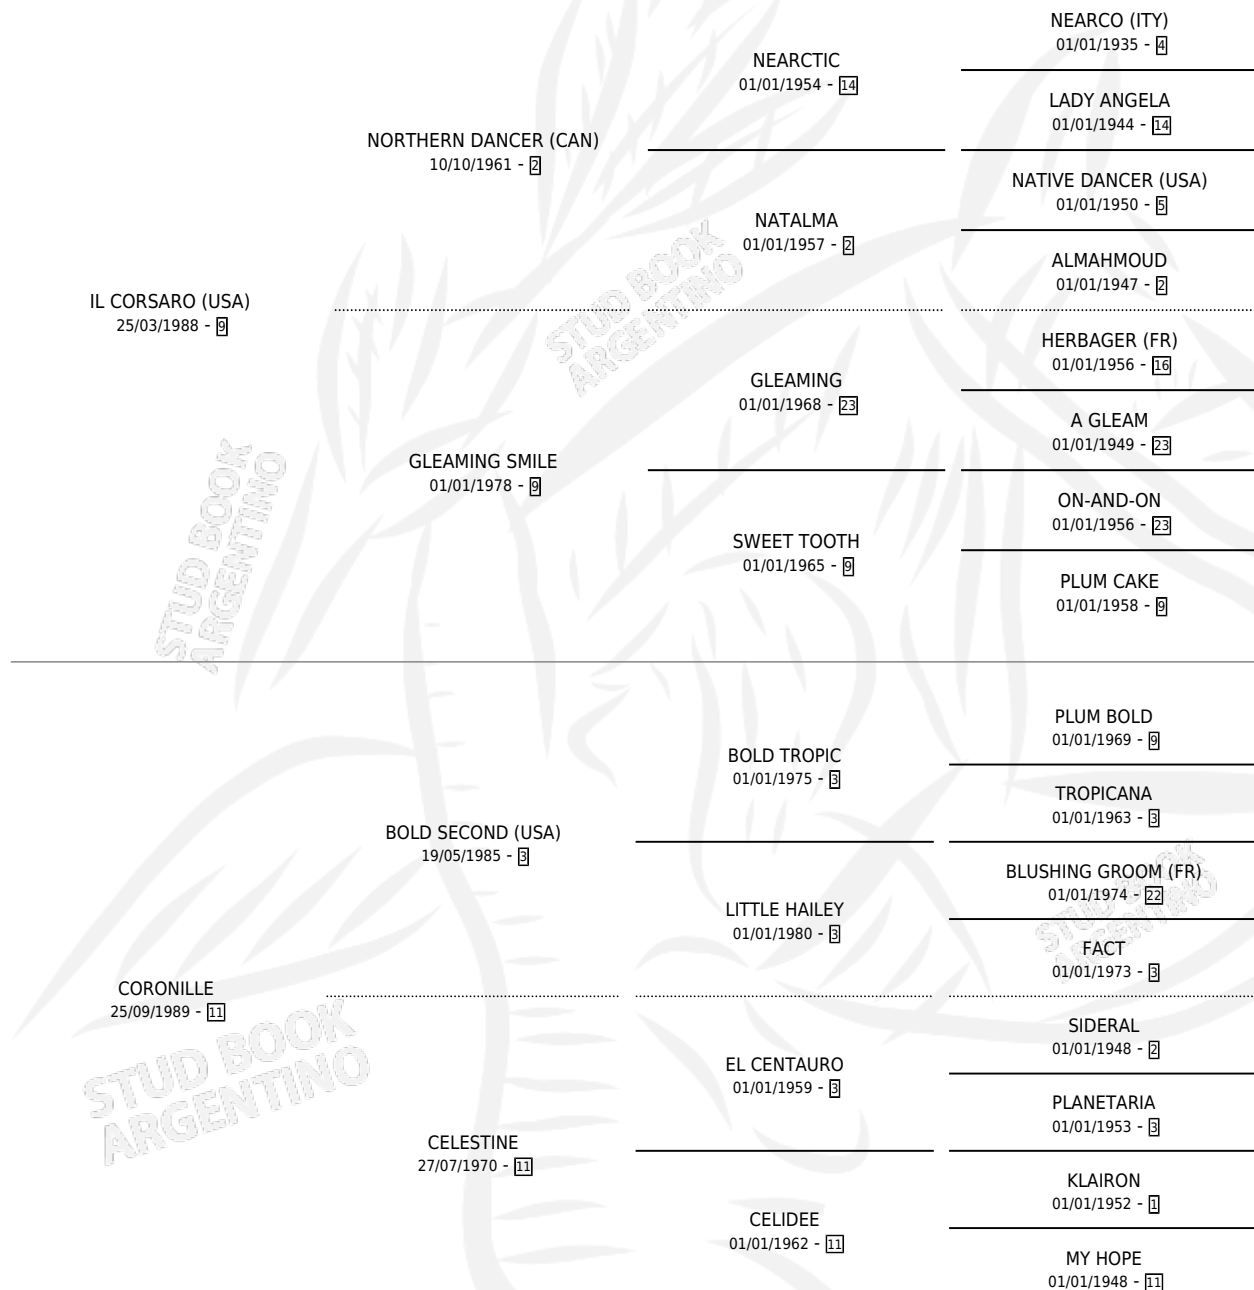 NEARCO (ITY)
01/01/1935 - 4
NEARCTIC
01/01/1954 - 14
LADY ANGELA
01/01/1944 - 14
NORTHERN DANCER (CAN)
10/10/1961 - 2
NATIVE DANCER (USA)
01/01/1950 - 5
NATALMA
01/01/1957 - 2
ALMAHMOUD
01/01/1947 - 2
IL CORSARO (USA)
25/03/1988 - 9
HERBAGER (FR)
01/01/1956 - 16
GLEAMING
01/01/1968 - 23
A GLEAM
01/01/1949 - 23
GLEAMING SMILE
01/01/1978 - 9
ON-AND-ON
01/01/1956 - 23
SWEET TOOTH
01/01/1965 - 9
PLUM CAKE
01/01/1958 - 9
PLUM BOLD
01/01/1969 - 9
BOLD TROPIC
01/01/1975 - 3
TROPICANA
01/01/1963 - 3
BOLD SECOND (USA)
19/05/1985 - 3
BLUSHING GROOM (FR)
01/01/1974 - 22
LITTLE HAILEY
01/01/1980 - 3
FACT
01/01/1973 - 3
CORONILLE
25/09/1989 - 11
SIDERAL
01/01/1948 - 2
EL CENTAURO
01/01/1959 - 3
PLANETARIA
01/01/1953 - 3
CELESTINE
27/07/1970 - 11
KLAIRON
01/01/1952 - 1
CELIDEE
01/01/1962 - 11
MY HOPE
01/01/1948 - 11
STUD BOOK
ARGENTINO
STUD BOOK
ARGENTINO
STUD BOOK
ARGENTINO
STUD BOOK
ARGENTINO